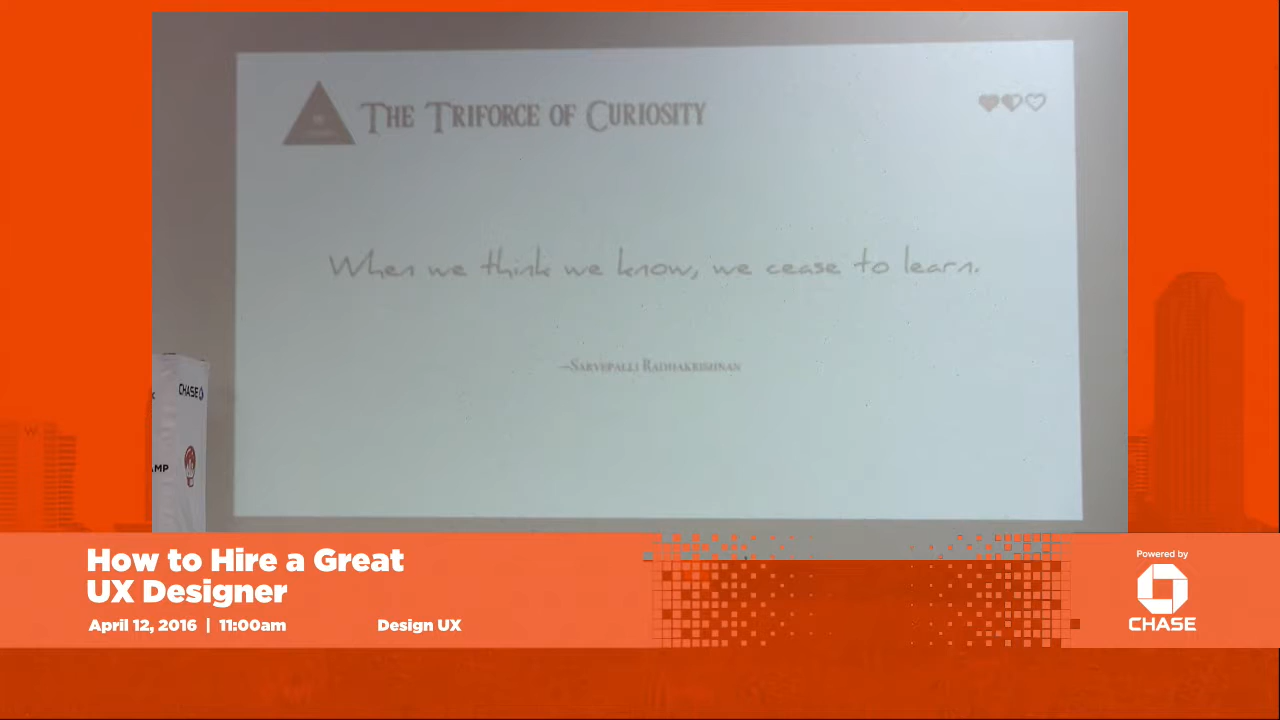 The Triforce of Curiosity
When we think we know, we cease to learn.
—Sarvepalli Radhakrishnan
CHASE
AMP
How to Hire a Great
UX Designer
April 12, 2016 | 11:00am
Design UX
Powered by
CHASE